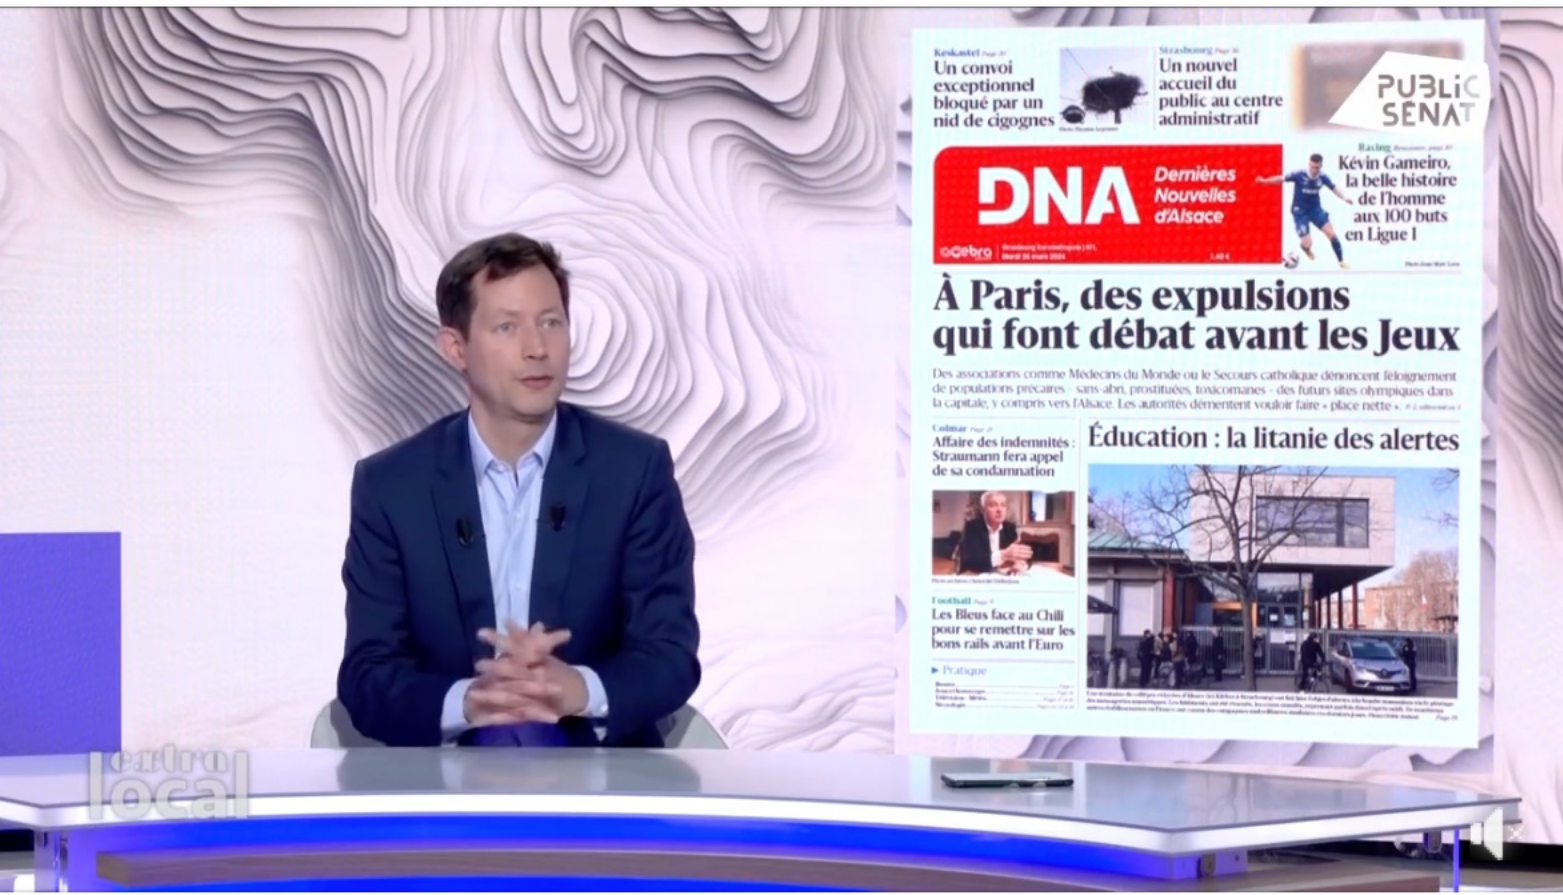 Keskastel Page 20
Un convoi
exceptionnel
bloqué par un
nid de cigognes
Strasbourg Page 16
Un nouvel
accueil du
public au centre
administratif
PUBLIC
SÉNAT
DNA
Dernières
Nouvelles
d'Alsace
Racing
Kévin Gameiro,
la belle histoire
de l'homme
aux 100 buts
en Ligue 1
À Paris, des expulsions
qui font débat avant les Jeux
Des associations comme Médecins du Monde ou le Secours catholique dénoncent l'éloignement
de populations précaires - sans-abri, prostituées, toxicomanes - des futurs sites olympiques dans
la capitale, y compris vers l'Alsace. Les autorités démentent vouloir faire « place nette ».
Colmar
Affaire des indemnités :
Straumann fera appel
de sa condamnation
Éducation : la litanie des alertes
Football
Les Bleus face au Chili
pour se remettre sur les
bons rails avant l'Euro
Pratique
extra
local